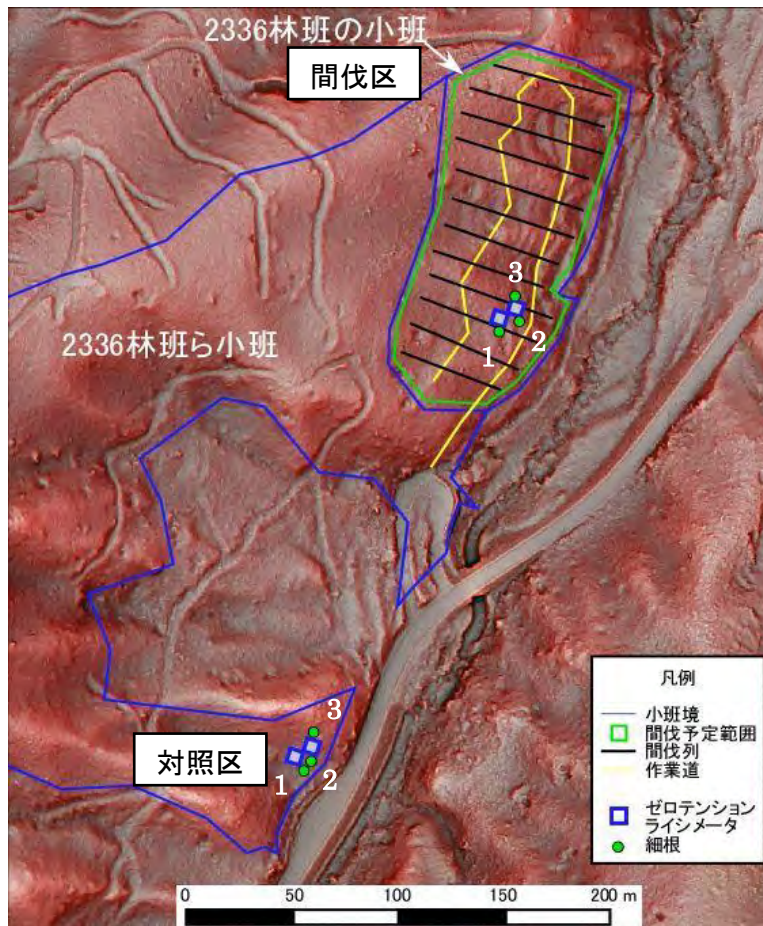 2336林班の小班
間伐区
3
1
2
2336林班ら小班
対照区
3
1
2
凡例
小班境
間伐予定範囲
間伐列
作業道
ゼロテンション
ライシメータ
細根
0 50 100 150 200 m